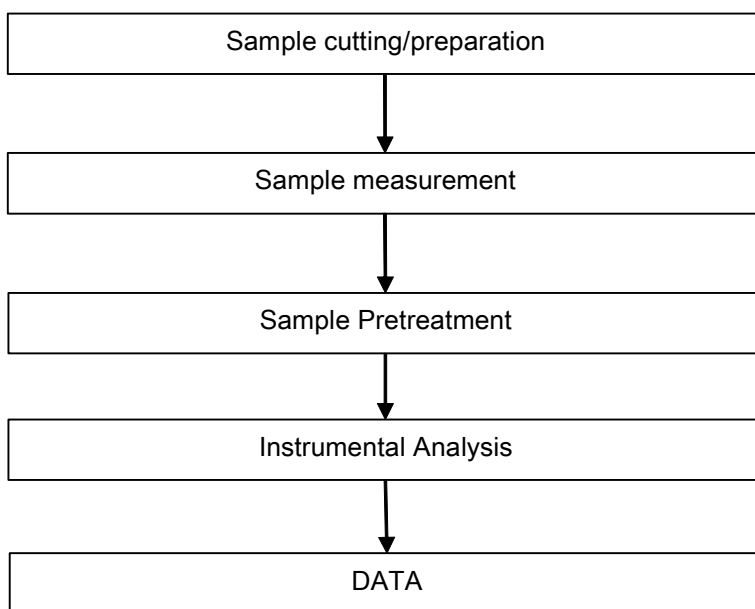 Sample cutting/preparation
Sample measurement
Sample Pretreatment
Instrumental Analysis
DATA